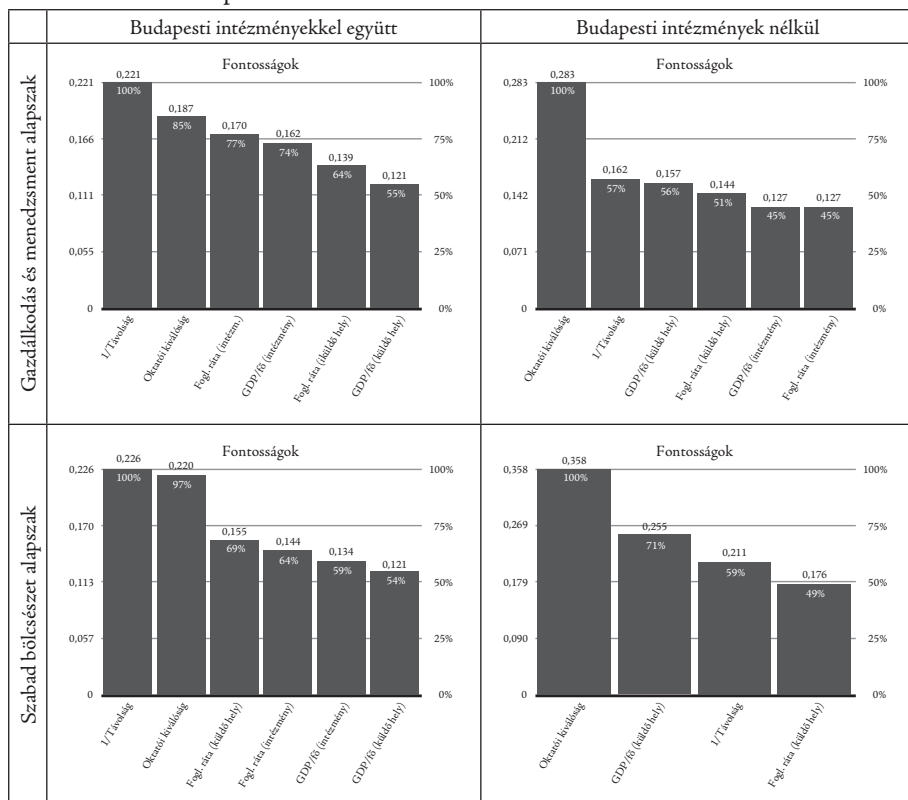 Budapesti intézményekkel együtt
Budapesti intézmények nélkül
Gazdálkodás és menedzsment alapszak
Fontosságok
0,221
0,166
0,111
0,055
0
100%
75%
50%
25%
0%
0,221
100%
0,187
85%
0,170
77%
0,162
74%
0,139
64%
0,121
55%
1/Távolság
Oktatói kiválóság
Fogl. ráta (intézm.)
GDP/fő (intézmény)
Fogl. ráta (küldő hely)
GDP/fő (küldő hely)
Fontosságok
0,283
0,212
0,142
0,071
0
100%
75%
50%
25%
0%
0,283
100%
0,162
57%
0,157
56%
0,144
51%
0,127
45%
0,127
45%
Oktatói kiválóság
1/Távolság
GDP/fő (küldő hely)
Fogl. ráta (küldő hely)
GDP/fő (intézmény)
Fogl. ráta (intézmény)
Szabad bölcsészet alapszak
Fontosságok
0,226
0,170
0,113
0,057
0
100%
75%
50%
25%
0%
0,226
100%
0,220
97%
0,155
69%
0,144
64%
0,134
59%
0,121
54%
1/Távolság
Oktatói kiválóság
Fogl. ráta (küldő hely)
Fogl. ráta (intézmény)
GDP/fő (intézmény)
GDP/fő (küldő hely)
Fontosságok
0,358
0,269
0,179
0,090
0
100%
75%
50%
25%
0%
0,358
100%
0,255
71%
0,211
59%
0,176
49%
Oktatói kiválóság
GDP/fő (küldő hely)
1/Távolság
Fogl. ráta (küldő hely)